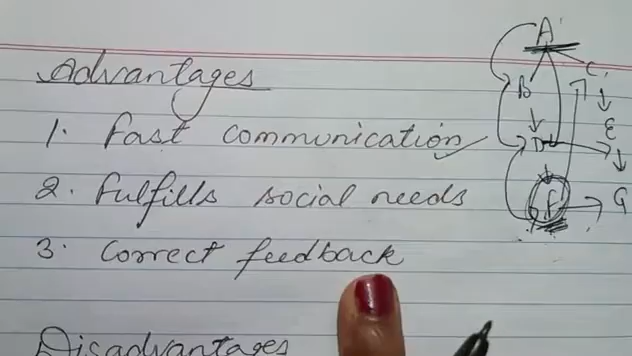 Advantages
1. Fast communication
2. Fulfills social needs
3. Correct feedback
Disadvantages
A
B C
D E
F G